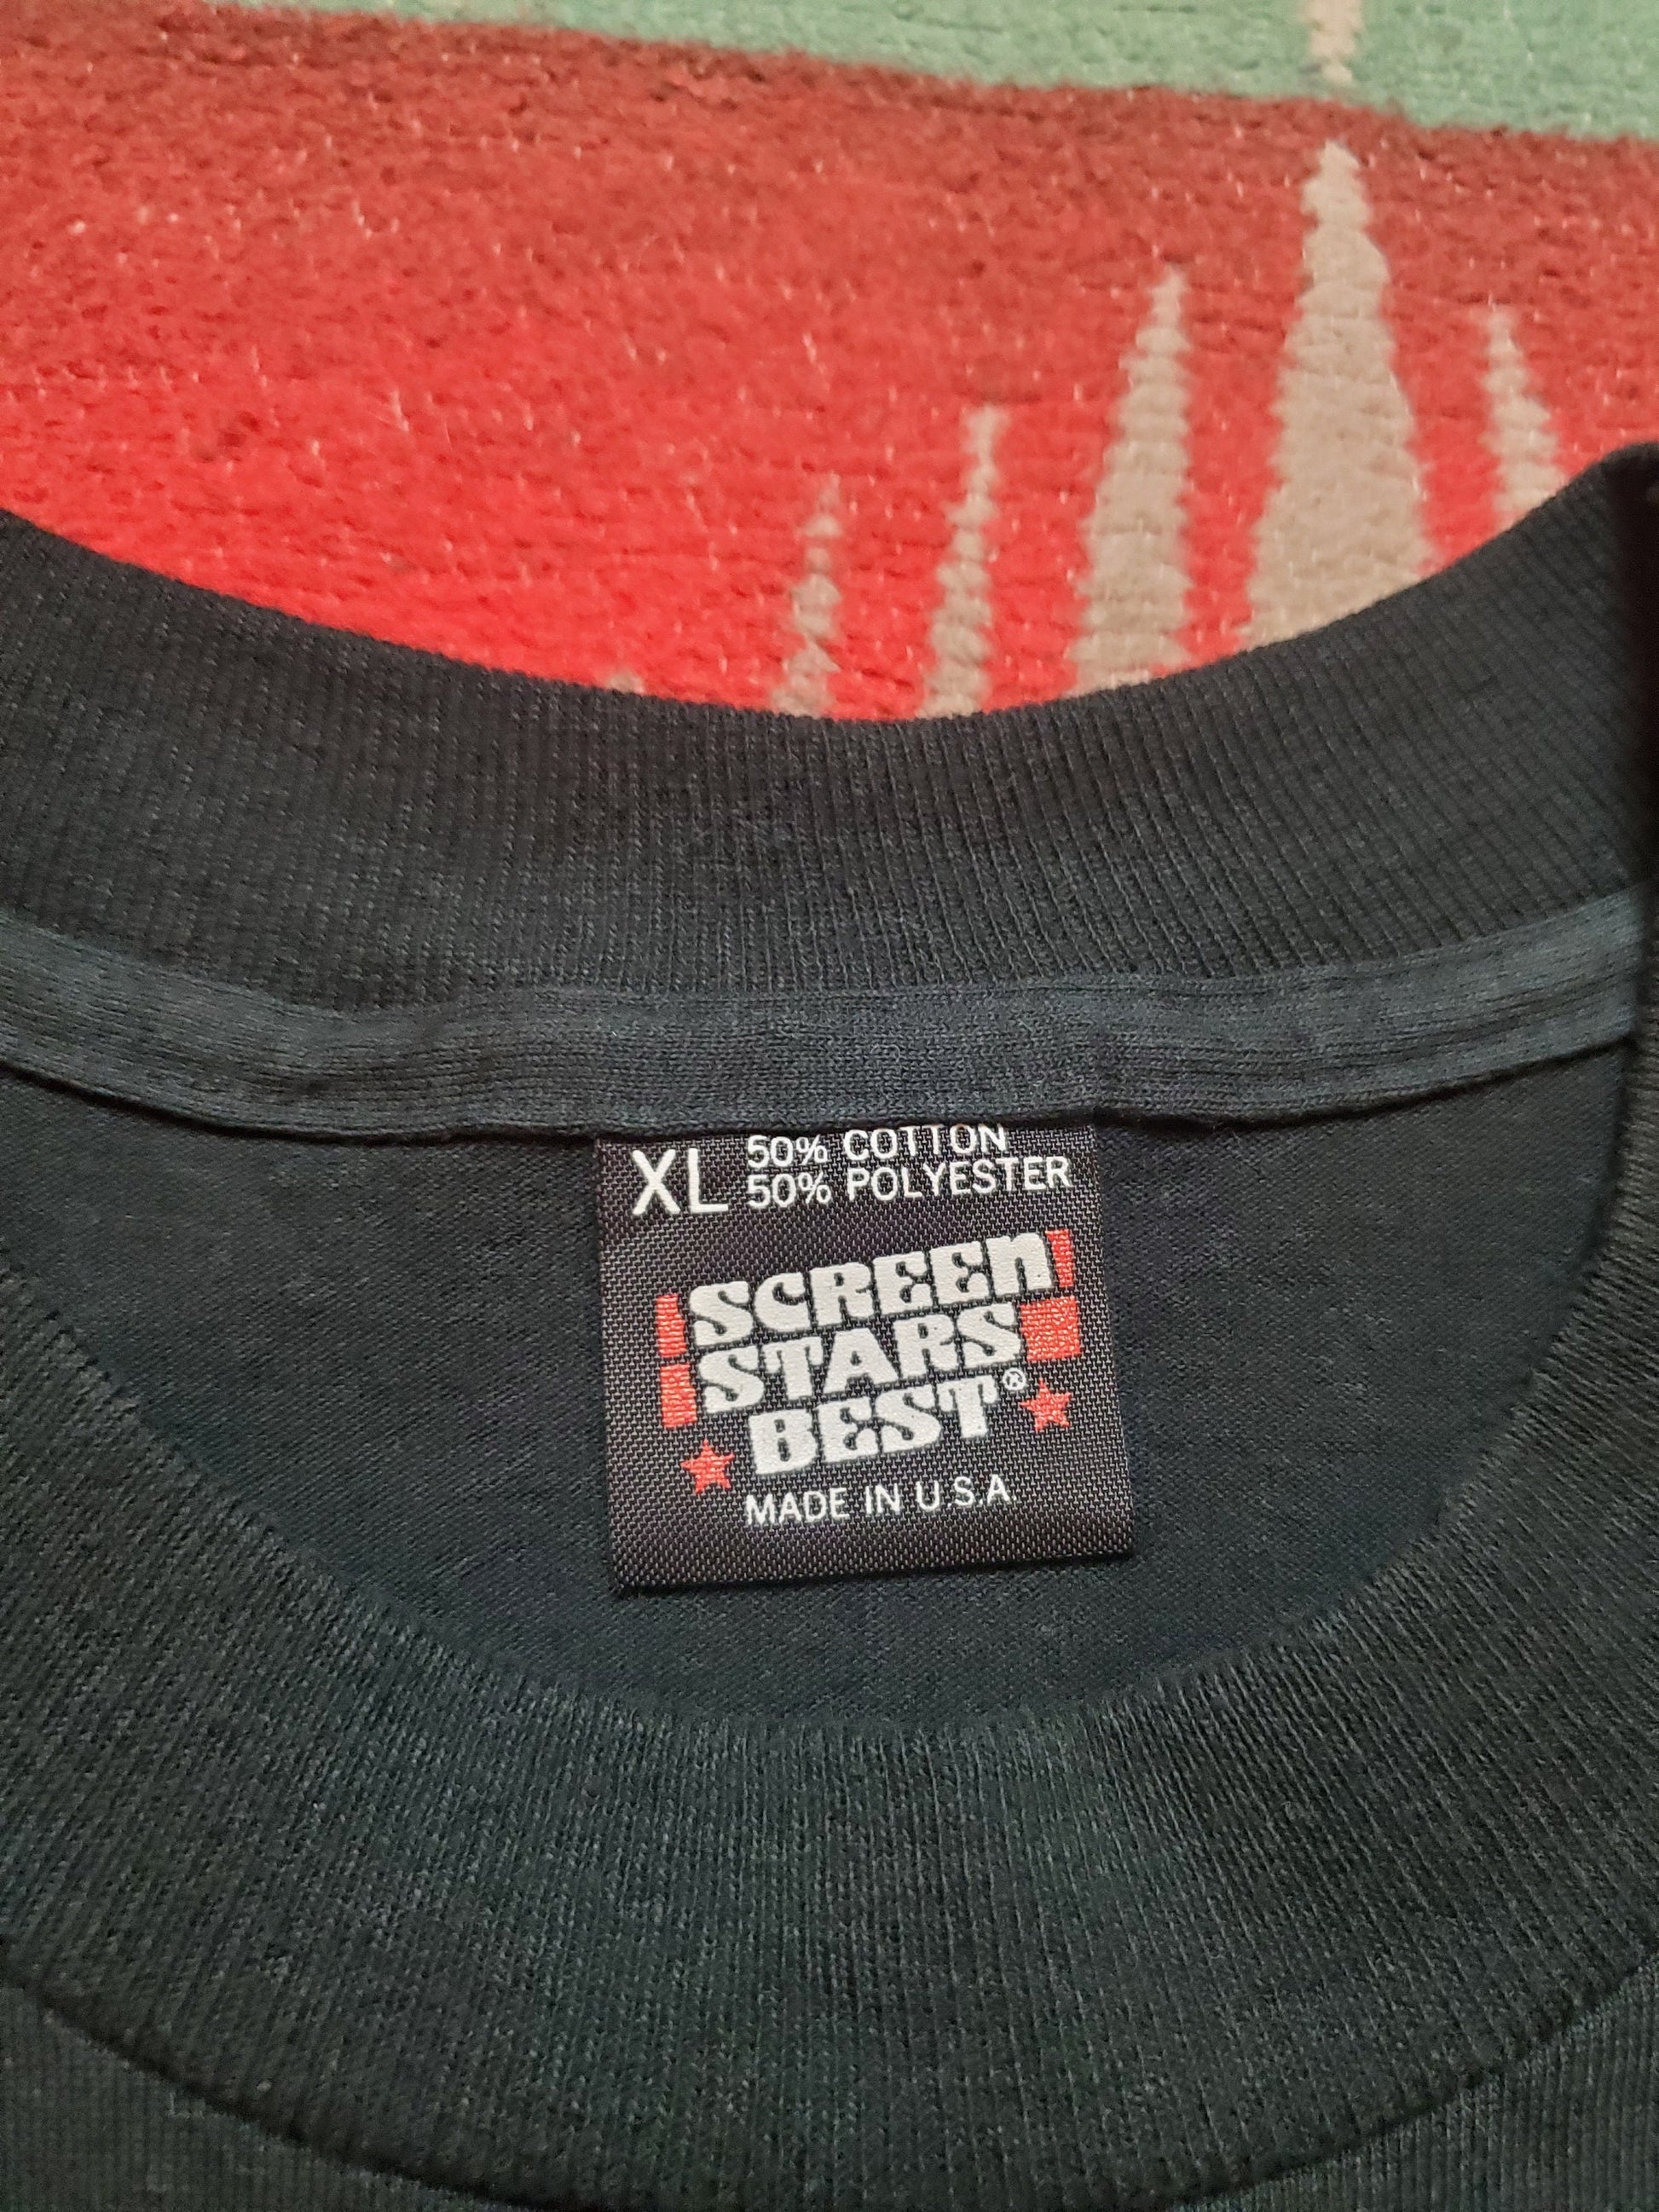 XL 50% COTTON
50% POLYESTER
SCREEN
STARS
BEST®
MADE IN U.S.A.